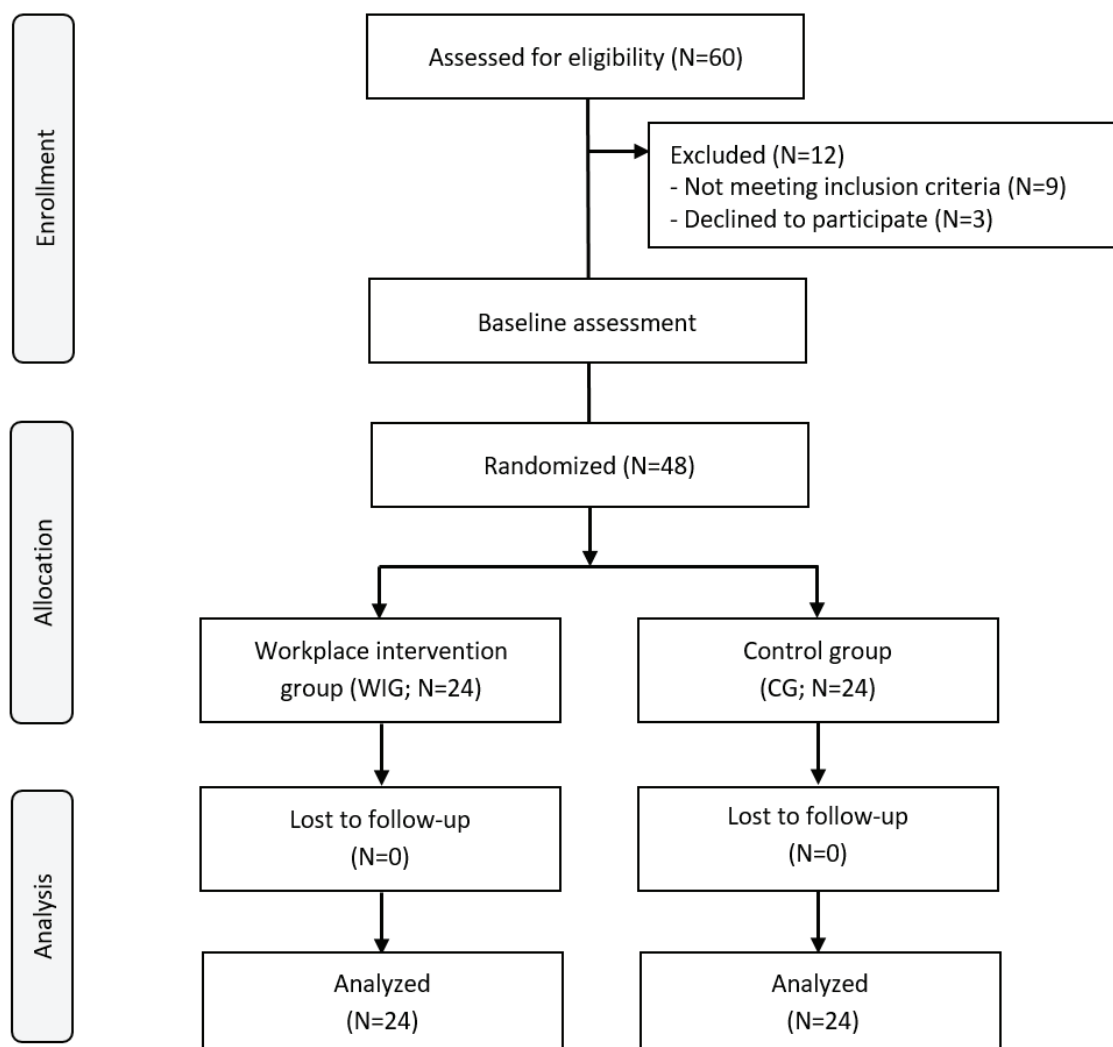 Enrollment
Assessed for eligibility (N=60)
Excluded (N=12)
- Not meeting inclusion criteria (N=9)
- Declined to participate (N=3)
Baseline assessment
Allocation
Randomized (N=48)
Workplace intervention
group (WIG; N=24)
Control group
(CG; N=24)
Analysis
Lost to follow-up
(N=0)
Lost to follow-up
(N=0)
Analyzed
(N=24)
Analyzed
(N=24)